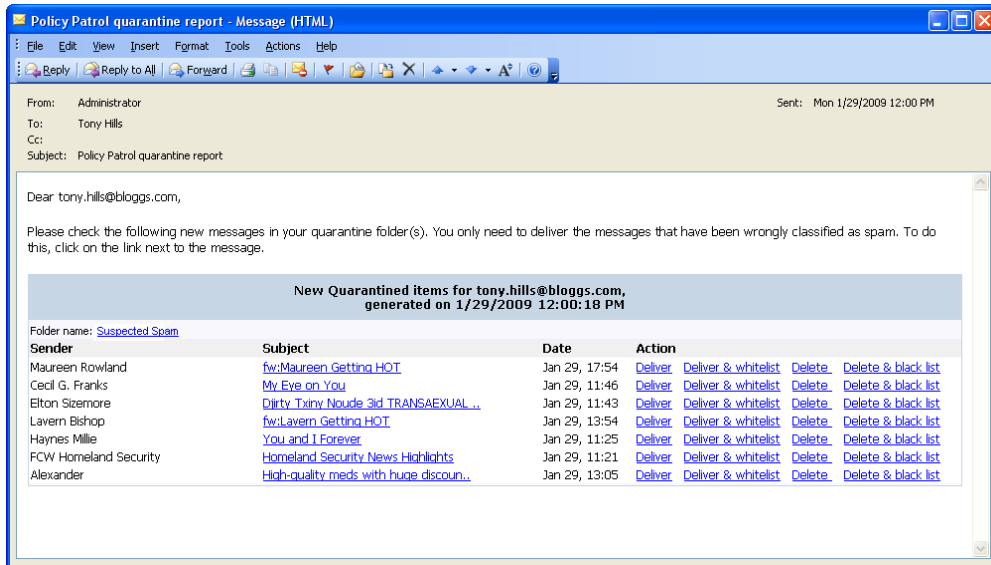 Policy Patrol quarantine report - Message (HTML)
File Edit View Insert Format Tools Actions Help
Reply Reply to All Forward
From: Administrator Sent: Mon 1/29/2009 12:00 PM
To: Tony Hills
Cc:
Subject: Policy Patrol quarantine report
Dear tony.hills@bloggs.com,
Please check the following new messages in your quarantine folder(s). You only need to deliver the messages that have been wrongly classified as spam. To do
this, click on the link next to the message.
New Quarantined items for tony.hills@bloggs.com,
generated on 1/29/2009 12:00:18 PM
Folder name: Suspected Spam
Sender Subject Date Action
Maureen Rowland fw:Maureen Getting HOT Jan 29, 17:54 Deliver Deliver & whitelist Delete Delete & black list
Cecil G. Franks My Eye on You Jan 29, 11:46 Deliver Deliver & whitelist Delete Delete & black list
Elton Sizemore Djirty Txiny Noude 3id TRANSAEXUAL .. Jan 29, 11:43 Deliver Deliver & whitelist Delete Delete & black list
Lavern Bishop fw:Lavern Getting HOT Jan 29, 13:54 Deliver Deliver & whitelist Delete Delete & black list
Haynes Millie You and I Forever Jan 29, 11:25 Deliver Deliver & whitelist Delete Delete & black list
FCW Homeland Security Homeland Security News Highlights Jan 29, 11:21 Deliver Deliver & whitelist Delete Delete & black list
Alexander High-quality meds with huge discoun.. Jan 29, 13:05 Deliver Deliver & whitelist Delete Delete & black list